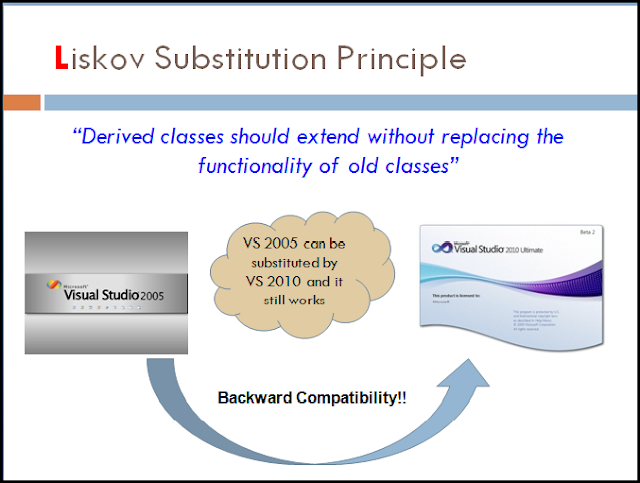 Liskov Substitution Principle
“Derived classes should extend without replacing the
functionality of old classes”
VS 2005 can be
substituted by
VS 2010 and it
still works
Microsoft
Visual Studio 2005
Beta 2
Microsoft
Visual Studio 2010 Ultimate
This product is licensed to:
Microsoft
Backward Compatibility!!